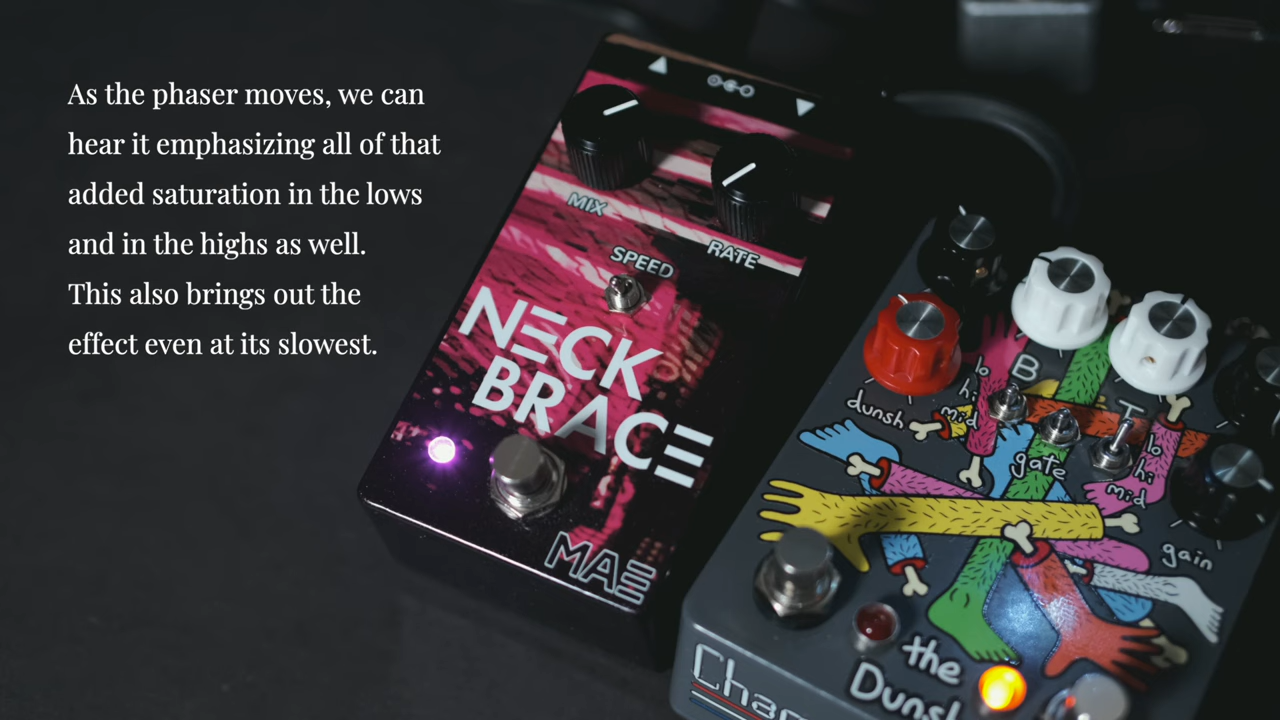 As the phaser moves, we can
hear it emphasizing all of that
added saturation in the lows
and in the highs as well.
This also brings out the
effect even at its slowest.
MIX
RATE
SPEED
NECK
BRACE
MAE
B
T
lo
hi
mid
dunsh
gate
lo
hi
mid
gain
the